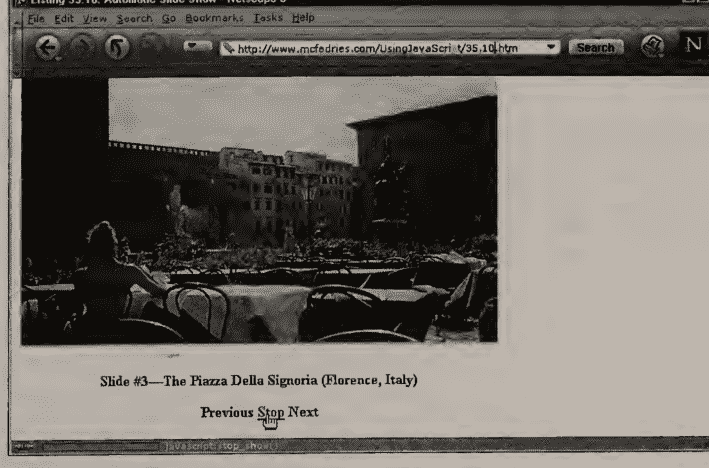 Listing 35.10: Automatic Slide Show - Netscape 6
File Edit View Search Go Bookmarks Tasks Help
http://www.mcfedries.com/UsingJavaScri t/35.10.htm
Search
N
Slide #3—The Piazza Della Signoria (Florence, Italy)
Previous Stop Next
javascript:stop_show()